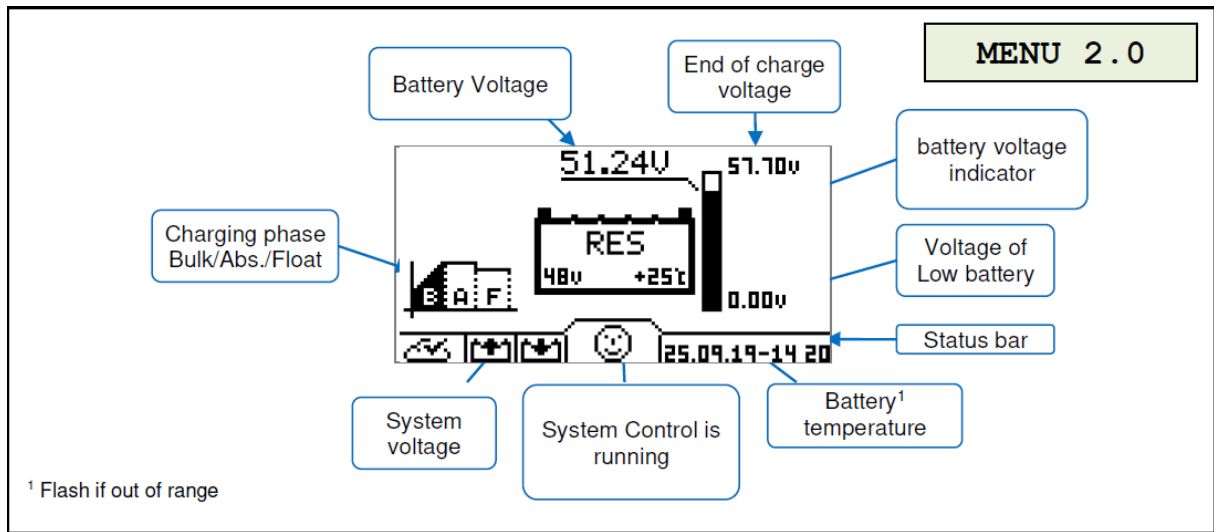 MENU 2.0
Battery Voltage
End of charge
voltage
battery voltage
indicator
Charging phase
Bulk/Abs./Float
51.24V
57.70v
RES
48v +25℃
B A F
0.00v
Voltage of
Low battery
25.09.19-14 20
Status bar
System
voltage
System Control is
running
Battery¹
temperature
¹ Flash if out of range